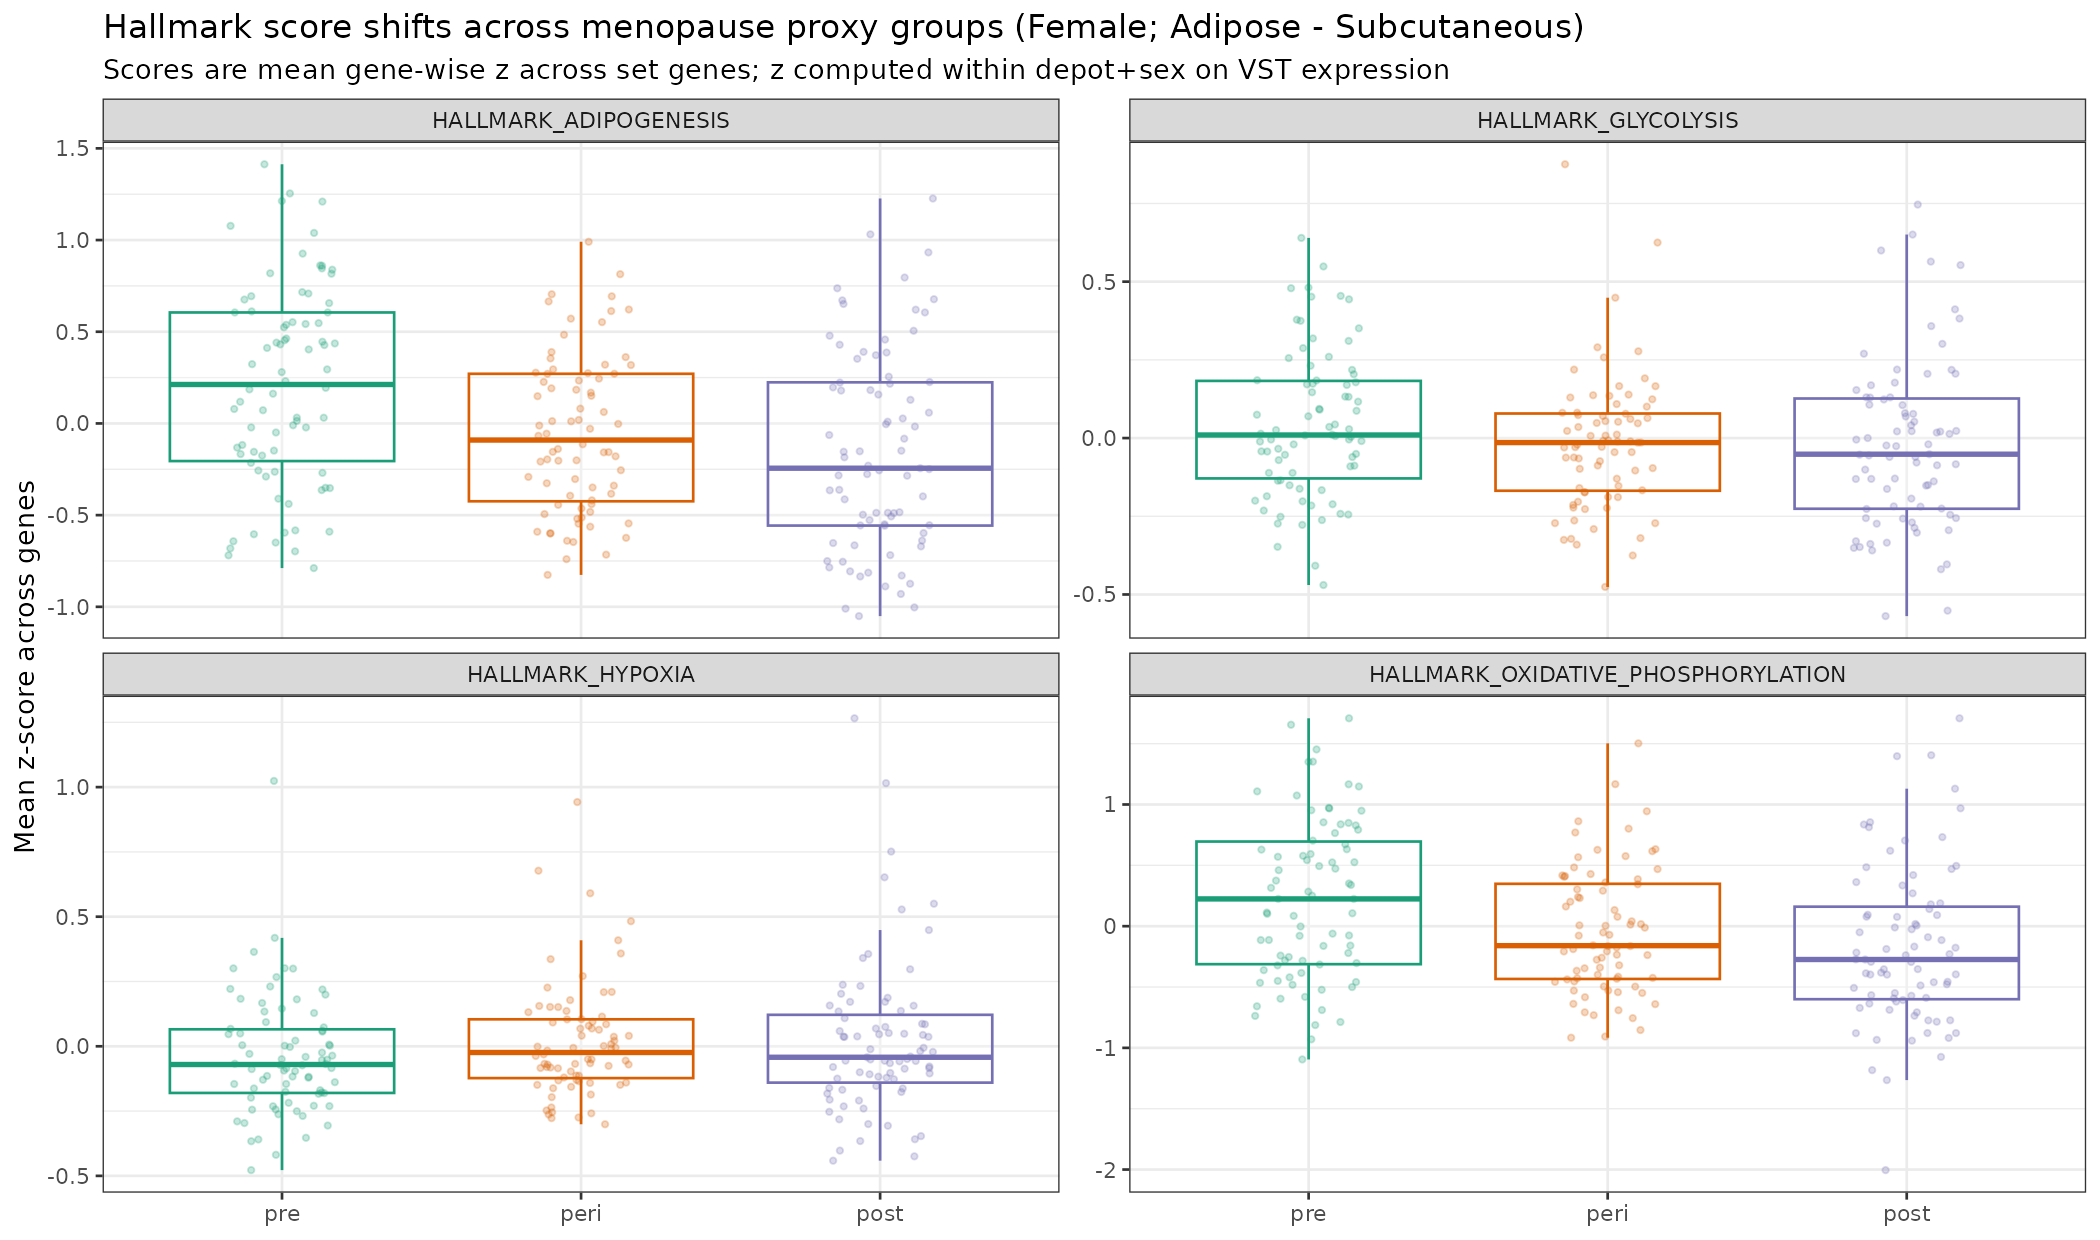 Hallmark score shifts across menopause proxy groups (Female; Adipose - Subcutaneous)
Scores are mean gene-wise z across set genes; z computed within depot+sex on VST expression
Mean z-score across genes
HALLMARK_ADIPOGENESIS
1.5
1.0
0.5
0.0
-0.5
-1.0
HALLMARK_GLYCOLYSIS
0.5
0.0
-0.5
HALLMARK_HYPOXIA
1.0
0.5
0.0
-0.5
pre peri post
HALLMARK_OXIDATIVE_PHOSPHORYLATION
1
0
-1
-2
pre peri post